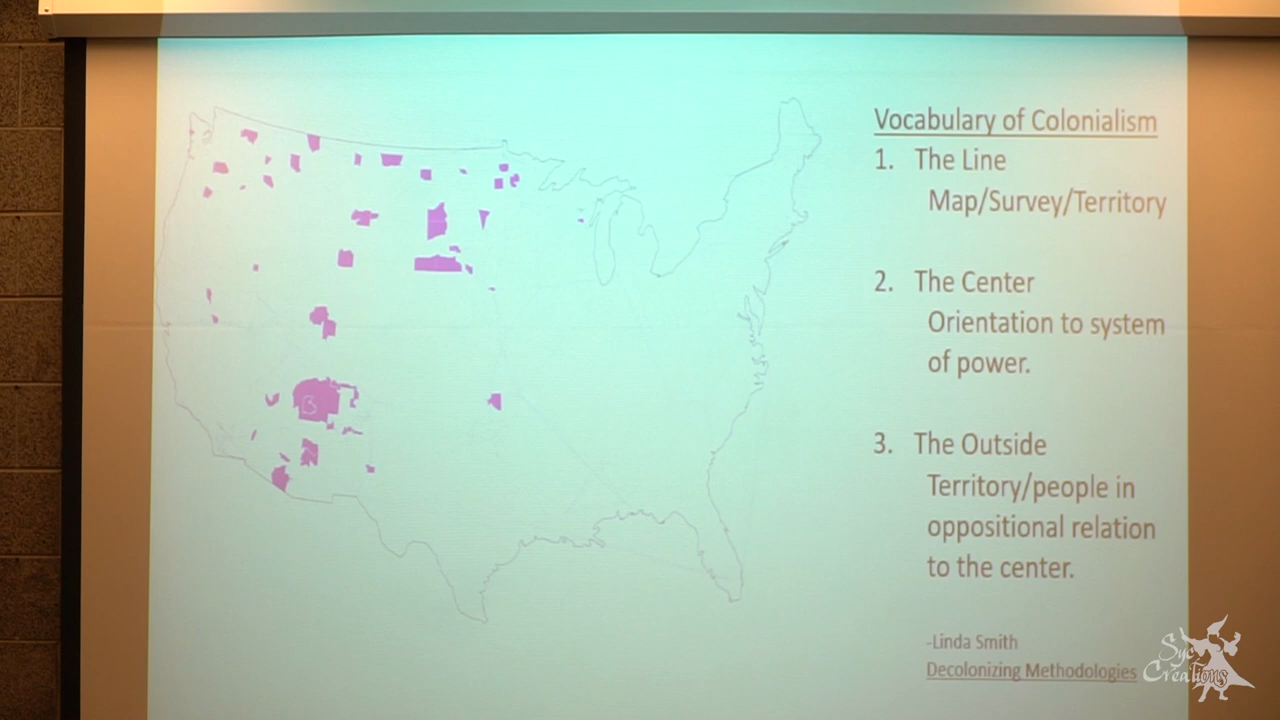 Vocabulary of Colonialism
1. The Line
Map/Survey/Territory
2. The Center
Orientation to system
of power.
3. The Outside
Territory/people in
oppositional relation
to the center.
-Linda Smith
Decolonizing Methodologies
B
Syc
Creations